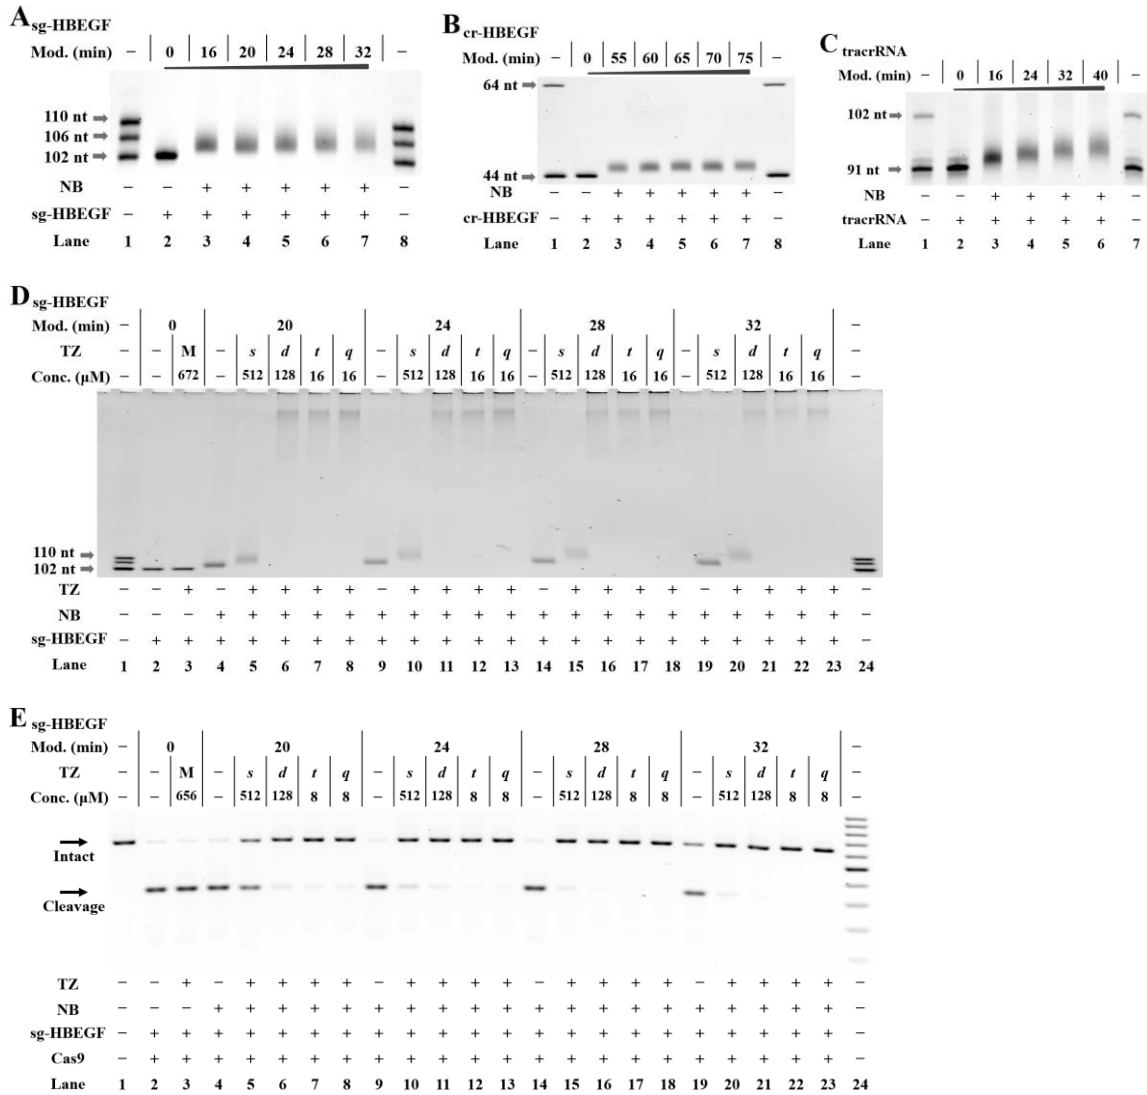 A sg-HBEGF
Mod. (min) – 0 16 20 24 28 32 –
110 nt
106 nt
102 nt
NB – – + + + + + –
sg-HBEGF – + + + + + + –
Lane 1 2 3 4 5 6 7 8
B cr-HBEGF
Mod. (min) – 0 55 60 65 70 75 –
64 nt
44 nt
NB – – + + + + + –
cr-HBEGF – + + + + + + –
Lane 1 2 3 4 5 6 7 8
C tracrRNA
Mod. (min) – 0 16 24 32 40 –
102 nt
91 nt
NB – – + + + + –
tracrRNA – + + + + + –
Lane 1 2 3 4 5 6 7
D sg-HBEGF
Mod. (min) – 0 20 24 28 32 –
TZ – – M – s d t q – s d t q – s d t q – s d t q –
Conc. (μM) – – 672 – 512 128 16 16 – 512 128 16 16 – 512 128 16 16 – 512 128 16 16 –
110 nt
102 nt
TZ – – + – + + + + – + + + + – + + + + – + + + + –
NB – – – + + + + + + + + + + + + + + + + + + + + –
sg-HBEGF – + + + + + + + + + + + + + + + + + + + + + + –
Lane 1 2 3 4 5 6 7 8 9 10 11 12 13 14 15 16 17 18 19 20 21 22 23 24
E sg-HBEGF
Mod. (min) – 0 20 24 28 32 –
TZ – – M – s d t q – s d t q – s d t q – s d t q –
Conc. (μM) – – 656 – 512 128 8 8 – 512 128 8 8 – 512 128 8 8 – 512 128 8 8 –
Intact
Cleavage
TZ – – + – + + + + – + + + + – + + + + – + + + + –
NB – – – + + + + + + + + + + + + + + + + + + + + –
sg-HBEGF – + + + + + + + + + + + + + + + + + + + + + + –
Cas9 – + + + + + + + + + + + + + + + + + + + + + + –
Lane 1 2 3 4 5 6 7 8 9 10 11 12 13 14 15 16 17 18 19 20 21 22 23 24